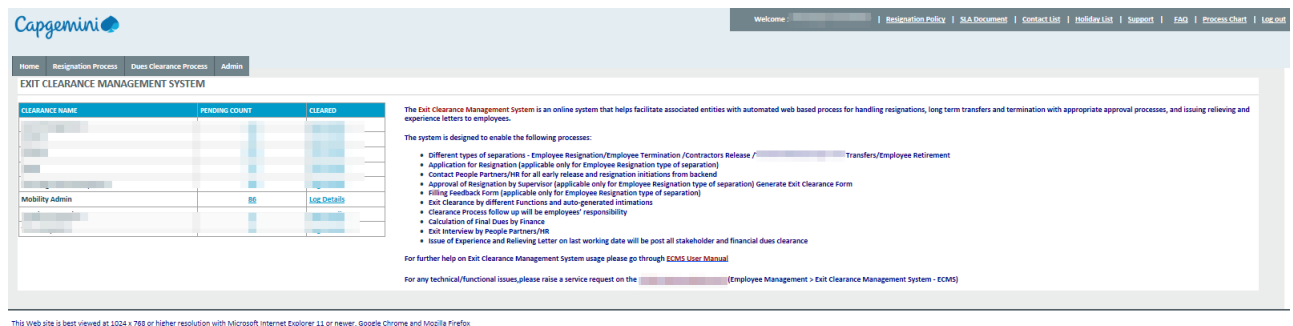 Capgemini
Welcome : | Resignation Policy | SLA Document | Contact List | Holiday List | Support | FAQ | Process Chart | Log out
Home Resignation Process Dues Clearance Process Admin
EXIT CLEARANCE MANAGEMENT SYSTEM
CLEARANCE NAME PENDING COUNT CLEARED
Mobility Admin 86 Log Details
The Exit Clearance Management System is an online system that helps facilitate associated entities with automated web based process for handling resignations, long term transfers and termination with appropriate approval processes, and issuing relieving and
experience letters to employees.
The system is designed to enable the following processes:
Different types of separations - Employee Resignation/Employee Termination /Contractors Release / Transfers/Employee Retirement
Application for Resignation (applicable only for Employee Resignation type of separation)
Contact People Partners/HR for all early release and resignation initiations from backend
Approval of Resignation by Supervisor (applicable only for Employee Resignation type of separation) Generate Exit Clearance Form
Filling Feedback Form (applicable only for Employee Resignation type of separation)
Exit Clearance by different Functions and auto-generated intimations
Clearance Process follow up will be employees' responsibility
Calculation of Final Dues by Finance
Exit Interview by People Partners/HR
Issue of Experience and Relieving Letter on last working date will be post all stakeholder and financial dues clearance
For further help on Exit Clearance Management System usage please go through ECMS User Manual
For any technical/functional issues,please raise a service request on the (Employee Management > Exit Clearance Management System - ECMS)
This Web site is best viewed at 1024 x 768 or higher resolution with Microsoft Internet Explorer 11 or newer. Google Chrome and Mozilla Firefox